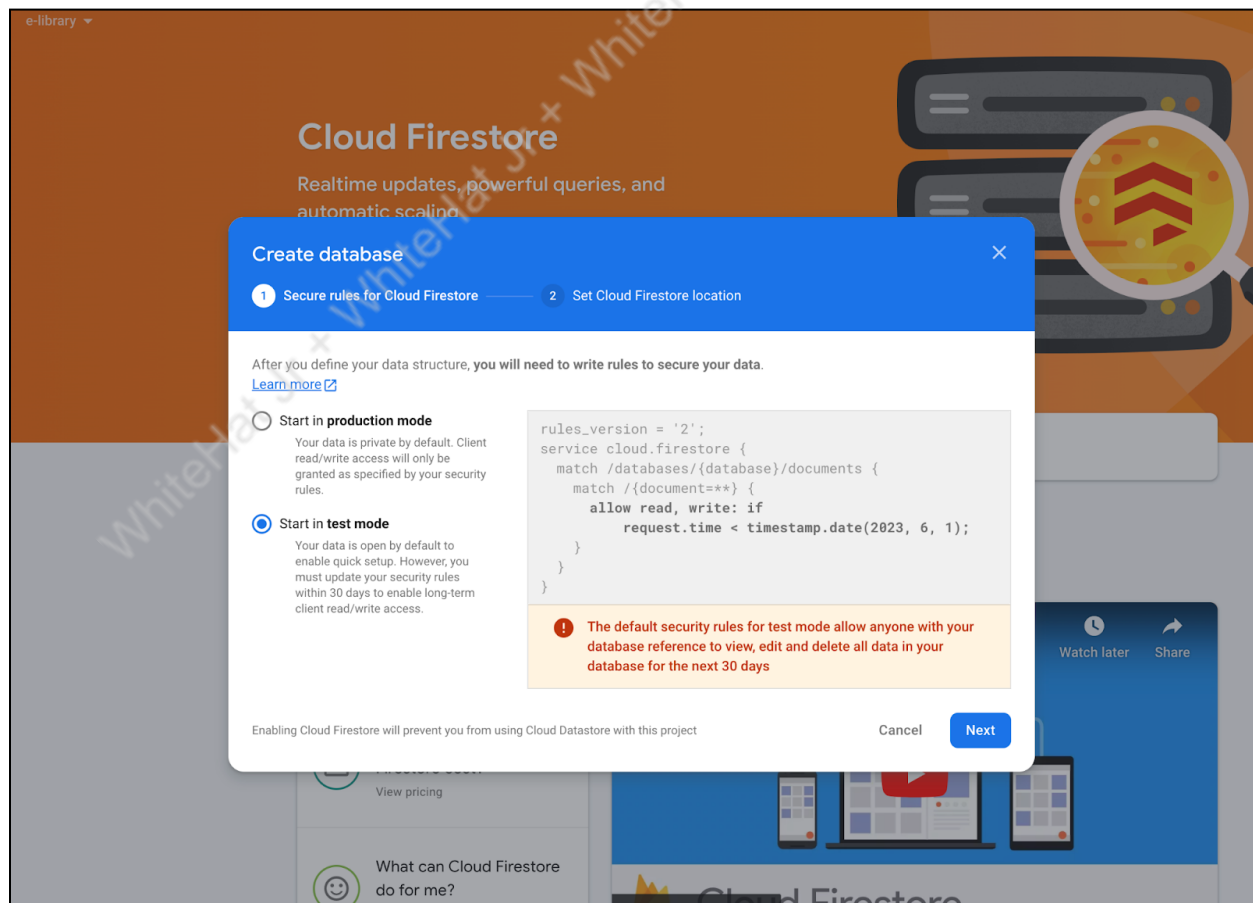 e-library
Cloud Firestore
Realtime updates, powerful queries, and
automatic scaling
Create database
1 Secure rules for Cloud Firestore
2 Set Cloud Firestore location
After you define your data structure, you will need to write rules to secure your data.
Learn more
Start in production mode
Your data is private by default. Client
read/write access will only be
granted as specified by your security
rules.
Start in test mode
Your data is open by default to
enable quick setup. However, you
must update your security rules
within 30 days to enable long-term
client read/write access.
rules_version = '2';
service cloud.firestore {
  match /databases/{database}/documents {
    match /{document=**} {
      allow read, write: if
          request.time < timestamp.date(2023, 6, 1);
    }
  }
}
The default security rules for test mode allow anyone with your
database reference to view, edit and delete all data in your
database for the next 30 days
Enabling Cloud Firestore will prevent you from using Cloud Datastore with this project
Cancel
Next
Watch later
Share
View pricing
What can Cloud Firestore
do for me?
Cloud Firestore
WhiteHat Jr. + WhiteHat Jr. + White